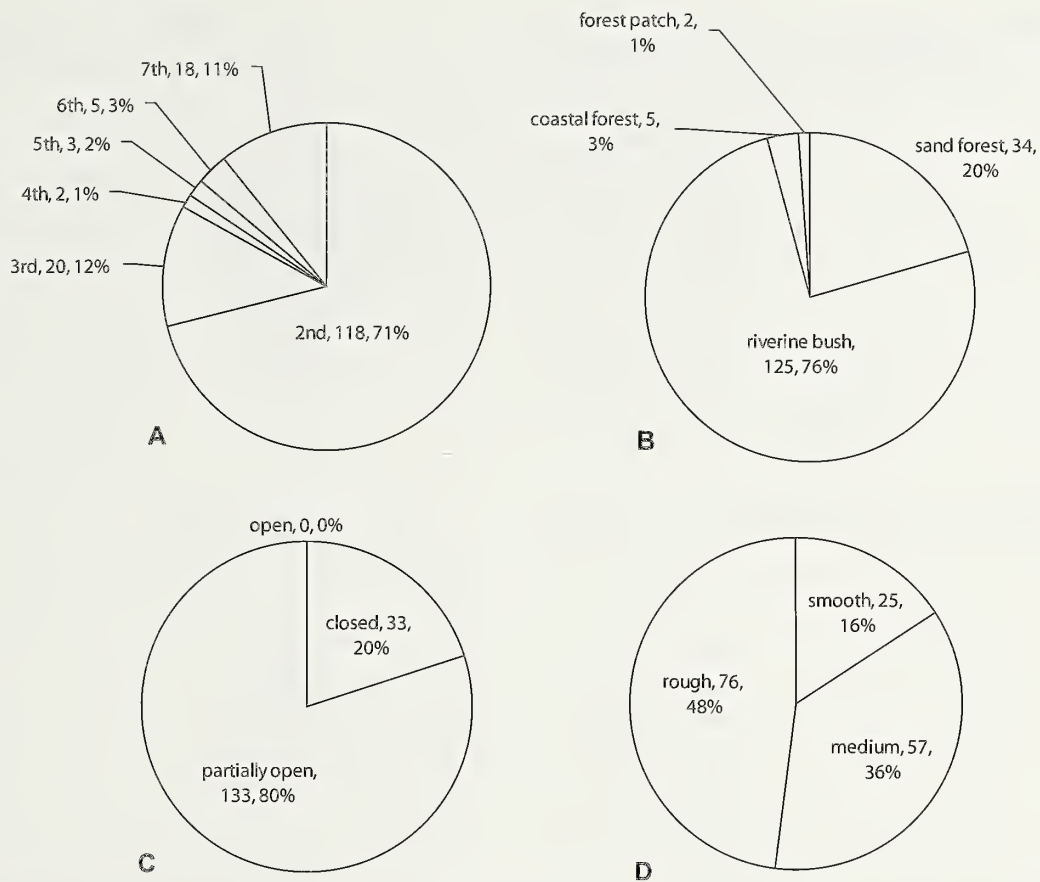 7th, 18, 11%
6th, 5, 3%
5th, 3, 2%
4th, 2, 1%
3rd, 20, 12%
2nd, 118, 71%
A
forest patch, 2,
1%
coastal forest, 5,
3%
sand forest, 34,
20%
riverine bush,
125, 76%
B
open, 0, 0%
closed, 33,
20%
partially open,
133, 80%
C
smooth, 25,
16%
rough, 76,
48%
medium, 57,
36%
D